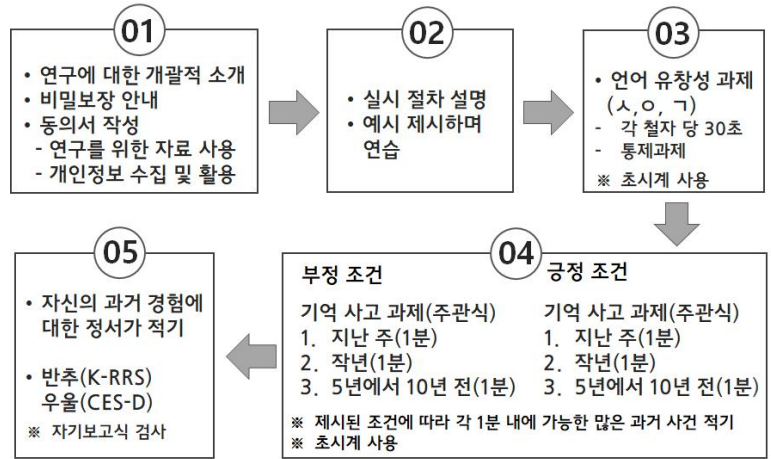 01
• 연구에 대한 개괄적 소개
• 비밀보장 안내
• 동의서 작성
- 연구를 위한 자료 사용
- 개인정보 수집 및 활용
02
• 실시 절차 설명
• 예시 제시하며
연습
03
• 언어 유창성 과제
(ㅅ,ㅇ, ㄱ)
- 각 철자 당 30초
- 통제과제
※ 초시계 사용
04
부정 조건
기억 사고 과제(주관식)
1. 지난 주(1분)
2. 작년(1분)
3. 5년에서 10년 전(1분)
긍정 조건
기억 사고 과제(주관식)
1. 지난 주(1분)
2. 작년(1분)
3. 5년에서 10년 전(1분)
※ 제시된 조건에 따라 각 1분 내에 가능한 많은 과거 사건 적기
※ 초시계 사용
05
• 자신의 과거 경험에
대한 정서가 적기
• 반추(K-RRS)
우울(CES-D)
※ 자기보고식 검사